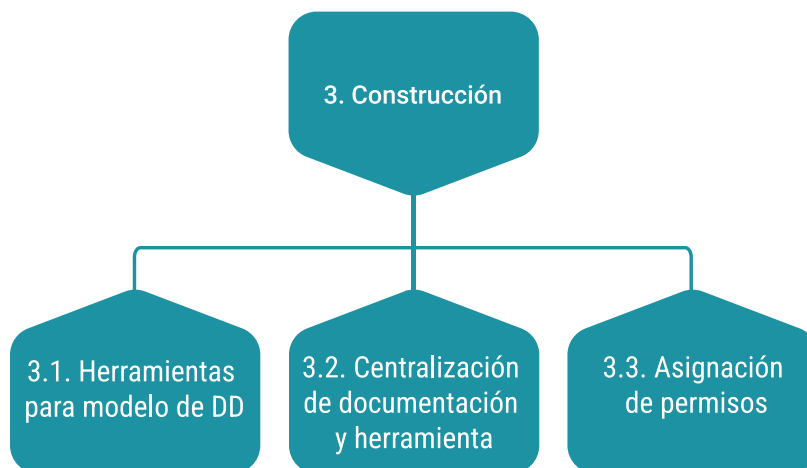 3. Construcción
3.1. Herramientas
para modelo de DD
3.2. Centralización
de documentación
y herramienta
3.3. Asignación
de permisos